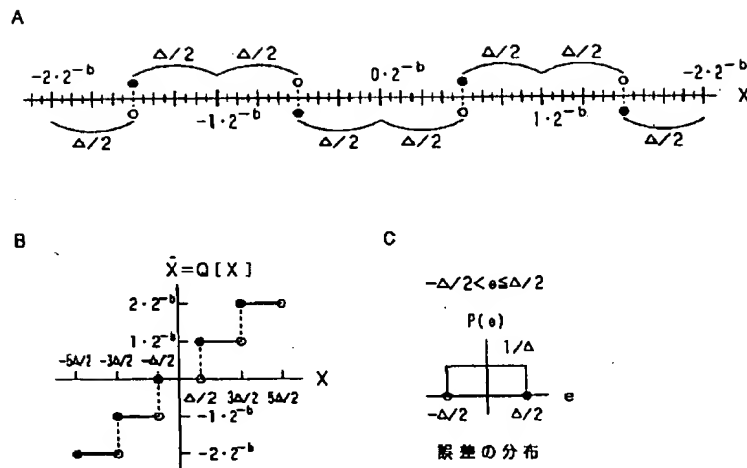 A
Δ/2 Δ/2 Δ/2 Δ/2
-2·2⁻ᵇ 0·2⁻ᵇ -2·2⁻ᵇ
-1·2⁻ᵇ 1·2⁻ᵇ X
Δ/2 Δ/2 Δ/2 Δ/2
B
X̄=Q[X]
2·2⁻ᵇ
1·2⁻ᵇ
-5Δ/2 -3Δ/2 -Δ/2
X
Δ/2 3Δ/2 5Δ/2
-1·2⁻ᵇ
-2·2⁻ᵇ
C
-Δ/2<e≦Δ/2
P(e)
1/Δ
e
-Δ/2 Δ/2
誤差の分布